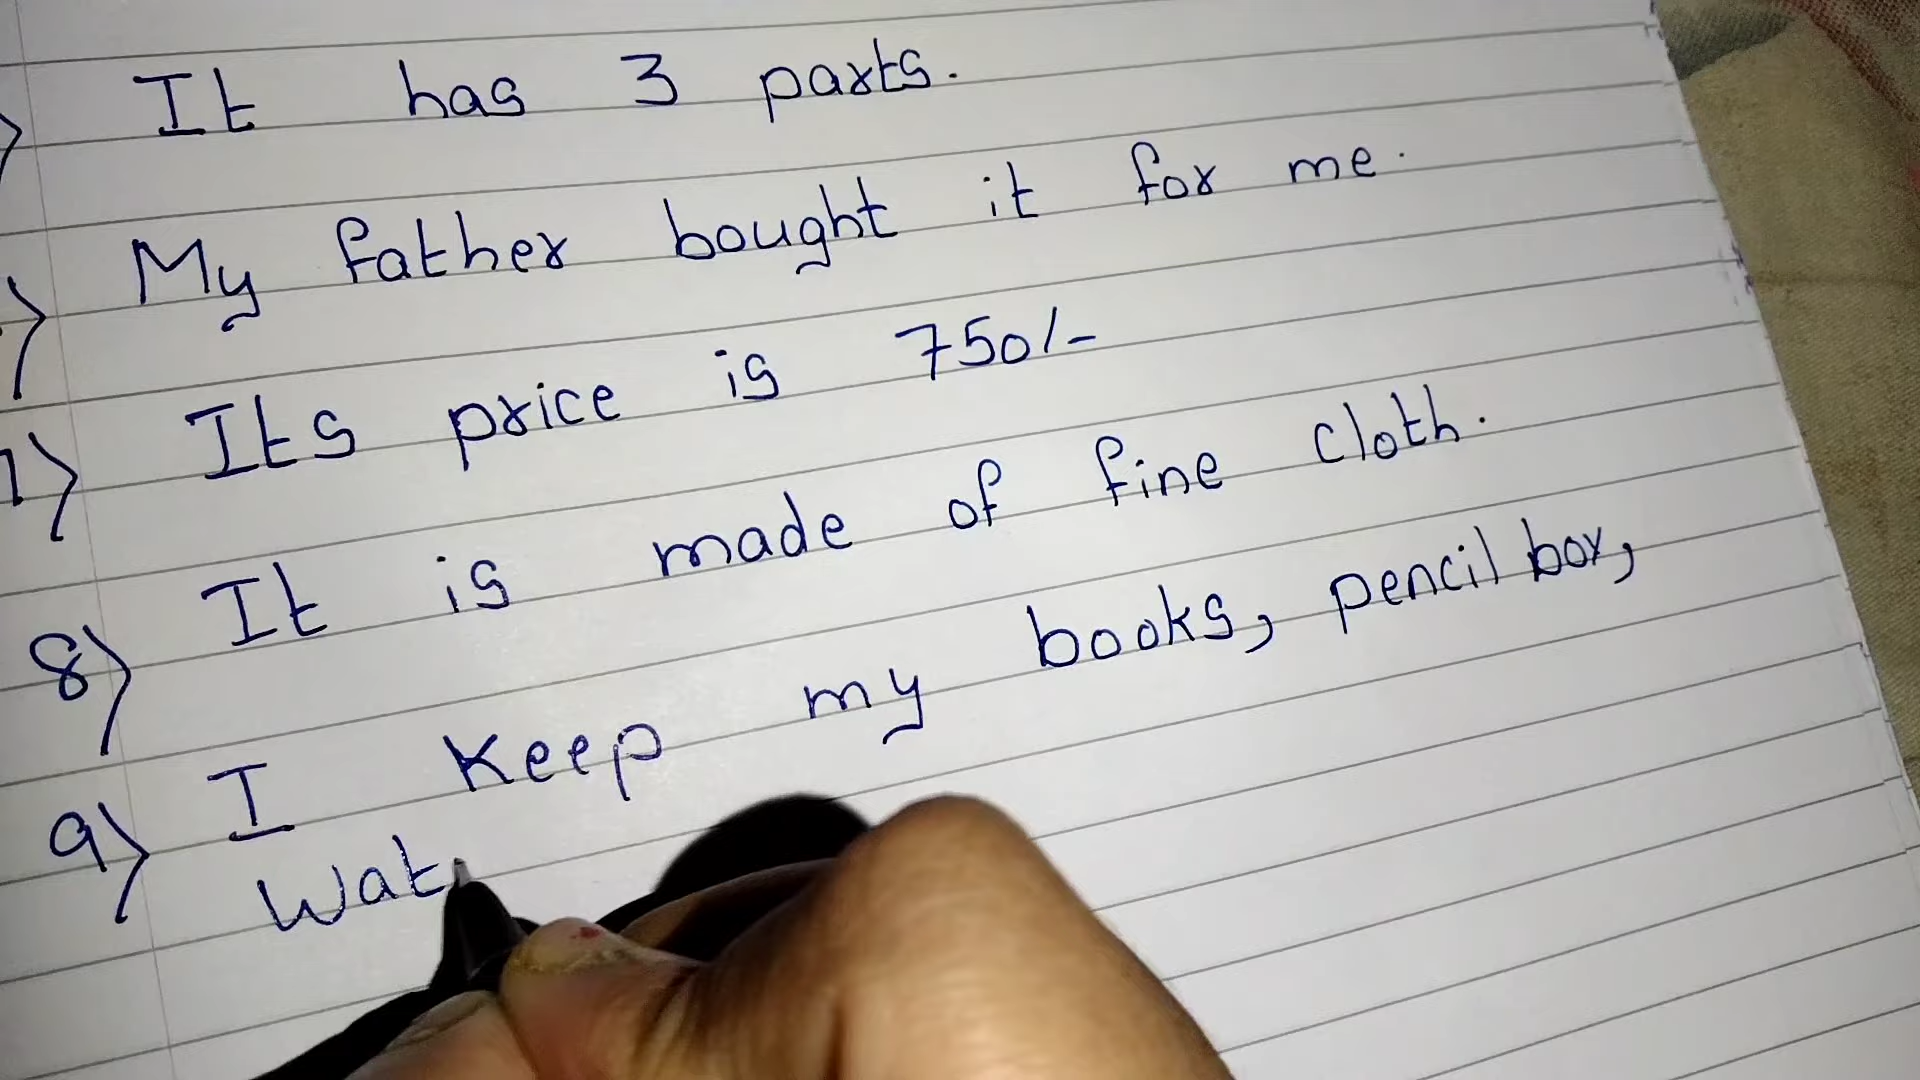 ) It has 3 parts.
) My father bought it for me.
7) Its price is 750/-
8) It is made of fine cloth.
9) I Keep my books, pencil box,
Wat